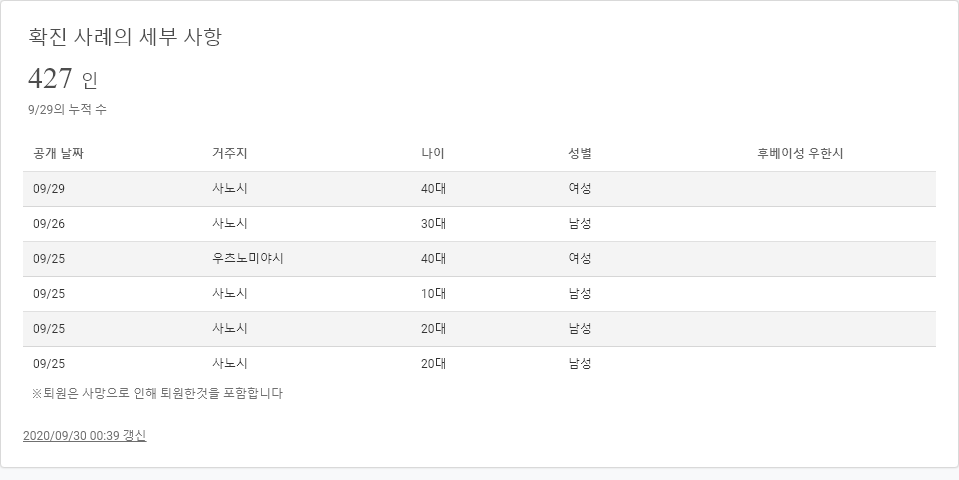 확진 사례의 세부 사항
427 인
9/29의 누적 수
공개 날짜 거주지 나이 성별 후베이성 우한시
09/29 사노시 40대 여성
09/26 사노시 30대 남성
09/25 우츠노미야시 40대 여성
09/25 사노시 10대 남성
09/25 사노시 20대 남성
09/25 사노시 20대 남성
※퇴원은 사망으로 인해 퇴원한것을 포함합니다
2020/09/30 00:39 갱신